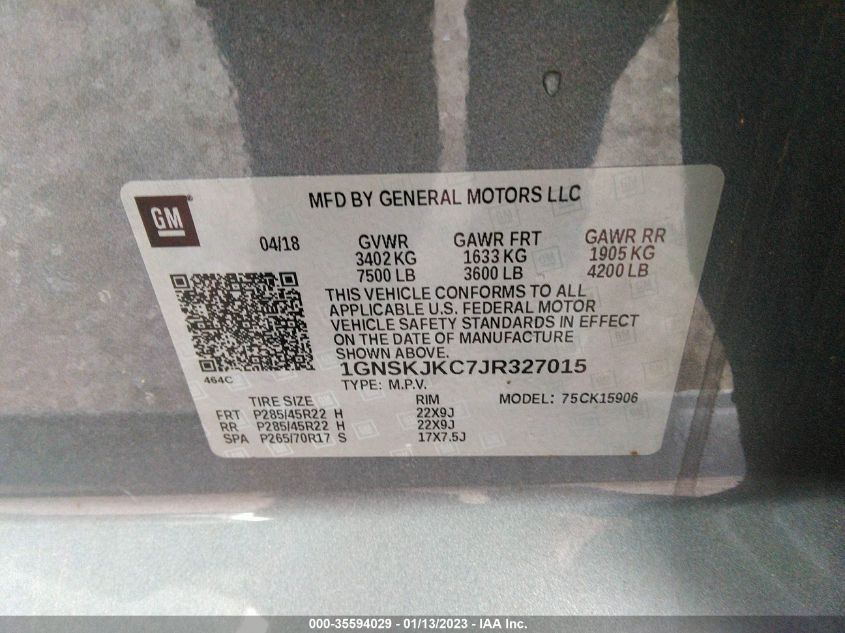 GM
MFD BY GENERAL MOTORS LLC
04/18 GVWR GAWR FRT GAWR RR
3402 KG 1633 KG 1905 KG
7500 LB 3600 LB 4200 LB
THIS VEHICLE CONFORMS TO ALL
APPLICABLE U.S. FEDERAL MOTOR
VEHICLE SAFETY STANDARDS IN EFFECT
ON THE DATE OF MANUFACTURE
SHOWN ABOVE.
1GNSKJKC7JR327015
464C TYPE: M.P.V.
TIRE SIZE RIM MODEL: 75CK15906
FRT P285/45R22 H 22X9J
RR P285/45R22 H 22X9J
SPA P265/70R17 S 17X7.5J
000-35594029 - 01/13/2023 - IAA Inc.